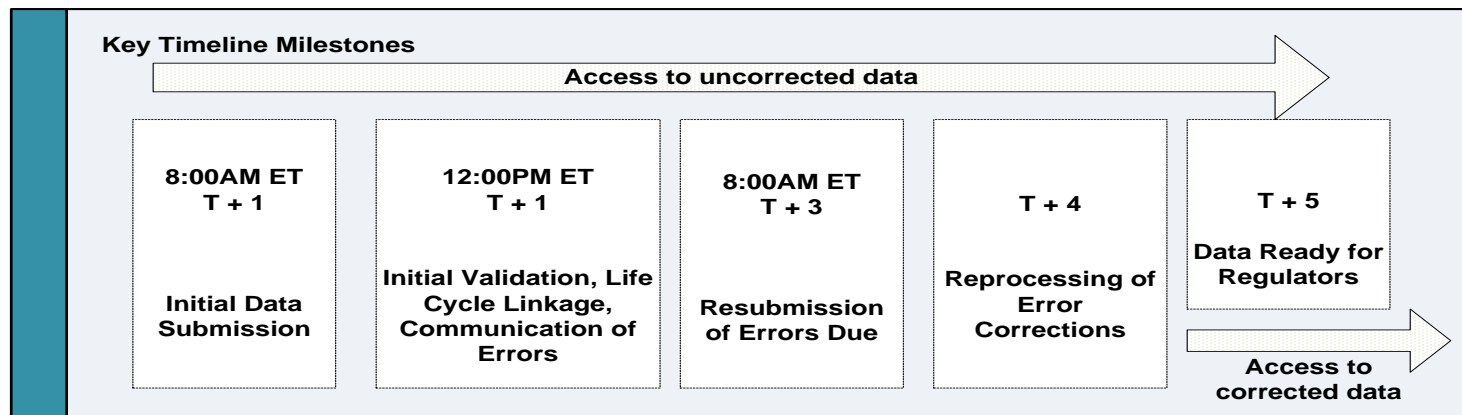 Key Timeline Milestones
Access to uncorrected data
8:00AM ET
T + 1
Initial Data
Submission
12:00PM ET
T + 1
Initial Validation, Life
Cycle Linkage,
Communication of
Errors
8:00AM ET
T + 3
Resubmission
of Errors Due
T + 4
Reprocessing of
Error
Corrections
T + 5
Data Ready for
Regulators
Access to
corrected data